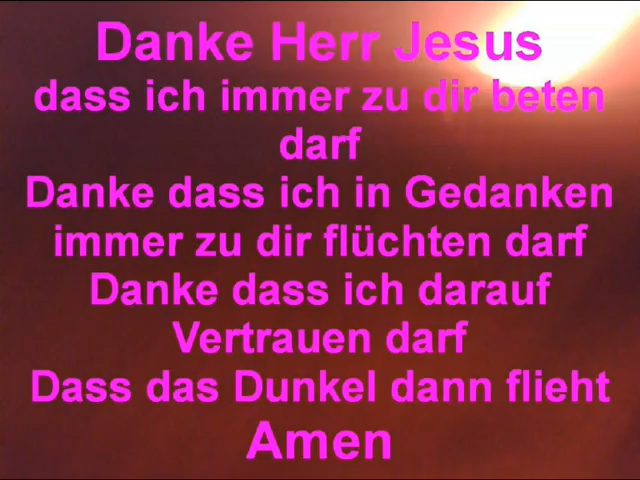 Danke Herr Jesus
dass ich immer zu dir beten
darf
Danke dass ich in Gedanken
immer zu dir flüchten darf
Danke dass ich darauf
Vertrauen darf
Dass das Dunkel dann flieht
Amen